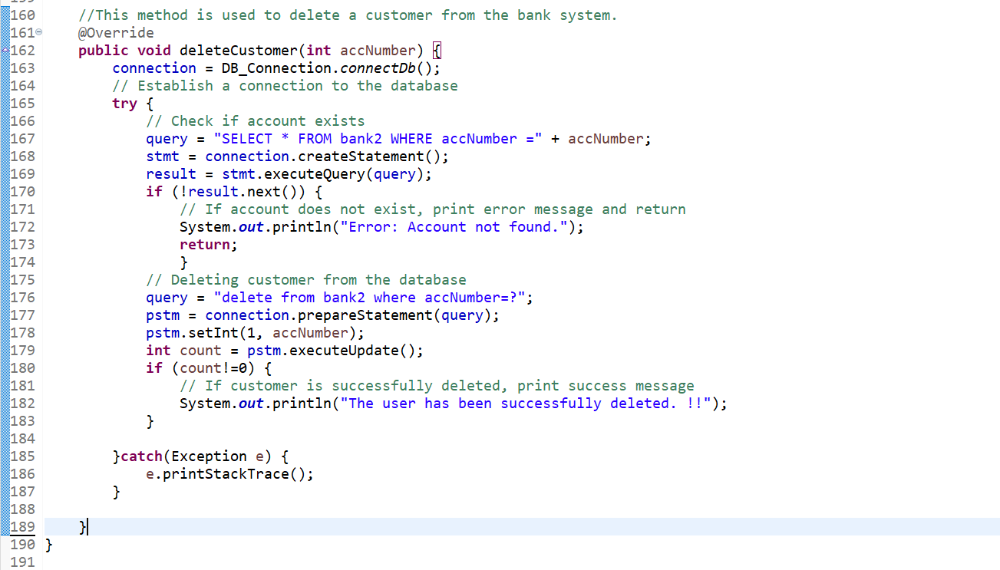 160 //This method is used to delete a customer from the bank system.
161 @Override
162 public void deleteCustomer(int accNumber) {
163 connection = DB_Connection.connectDb();
164 // Establish a connection to the database
165 try {
166 // Check if account exists
167 query = "SELECT * FROM bank2 WHERE accNumber =" + accNumber;
168 stmt = connection.createStatement();
169 result = stmt.executeQuery(query);
170 if (!result.next()) {
171 // If account does not exist, print error message and return
172 System.out.println("Error: Account not found.");
173 return;
174 }
175 // Deleting customer from the database
176 query = "delete from bank2 where accNumber=?";
177 pstm = connection.prepareStatement(query);
178 pstm.setInt(1, accNumber);
179 int count = pstm.executeUpdate();
180 if (count!=0) {
181 // If customer is successfully deleted, print success message
182 System.out.println("The user has been successfully deleted. !!");
183 }
184
185 }catch(Exception e) {
186 e.printStackTrace();
187 }
188
189 }
190 }
191